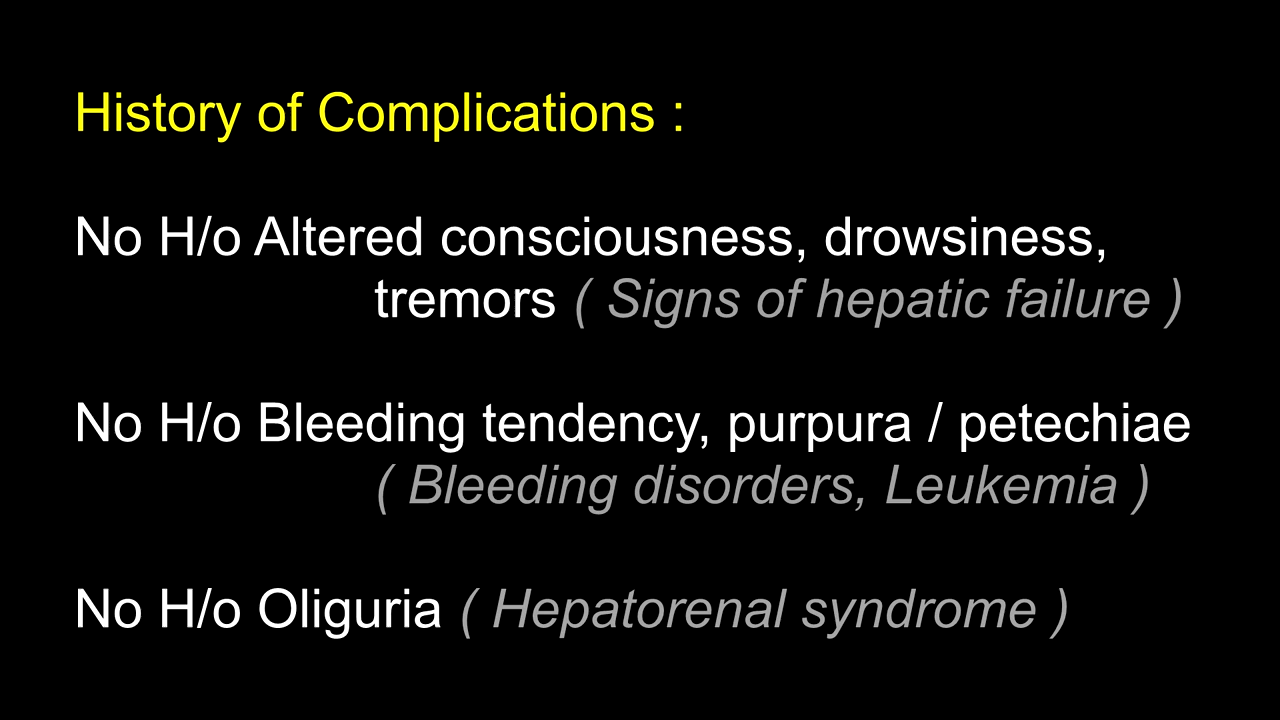 History of Complications :
No H/o Altered consciousness, drowsiness,
tremors ( Signs of hepatic failure )
No H/o Bleeding tendency, purpura / petechiae
( Bleeding disorders, Leukemia )
No H/o Oliguria ( Hepatorenal syndrome )